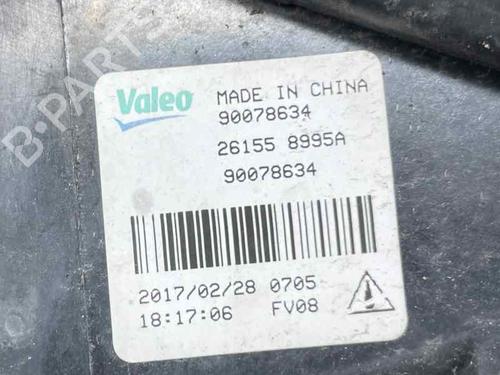 B-PARTS
Valeo MADE IN CHINA
90078634
26155 8995A
90078634
2017/02/28 0705
18:17:06 FV08